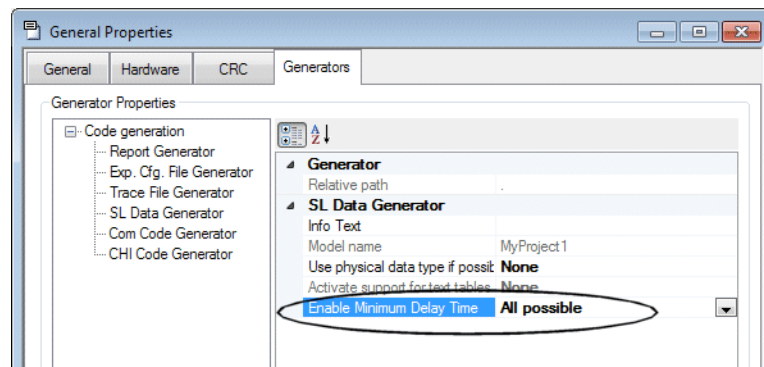 General Properties
General Hardware CRC Generators
Generator Properties
Code generation
Report Generator
Exp. Cfg. File Generator
Trace File Generator
SL Data Generator
Com Code Generator
CHI Code Generator
Generator
Relative path .
SL Data Generator
Info Text
Model name MyProject1
Use physical data type if possib None
Activate support for text tables None
Enable Minimum Delay Time All possible